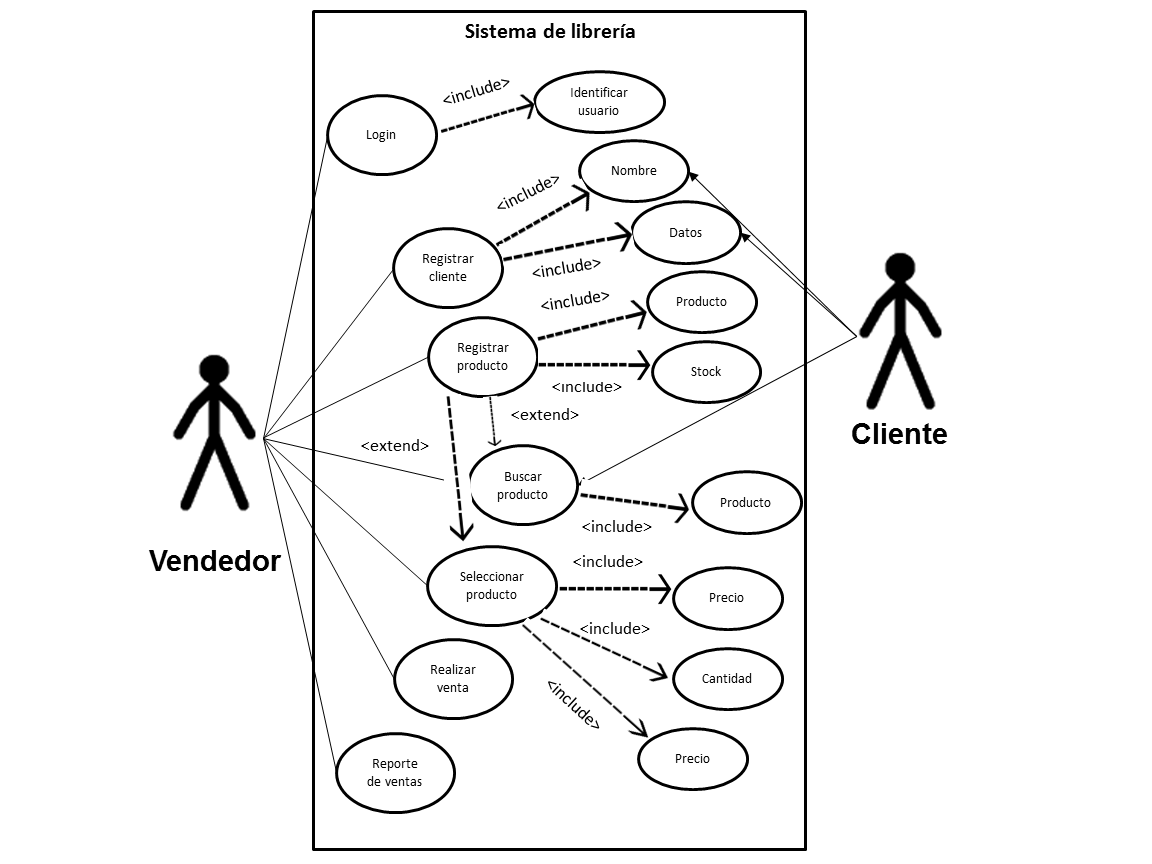 Sistema de librería
<include>
Identificar
usuario
Login
Nombre
<include>
Datos
Registrar
cliente
<include>
<include>
Producto
Registrar
producto
Stock
<include>
<extend>
<extend>
Cliente
Buscar
producto
Producto
<include>
Vendedor
<include>
Seleccionar
producto
Precio
<include>
Realizar
venta
Cantidad
<include>
Reporte
de ventas
Precio